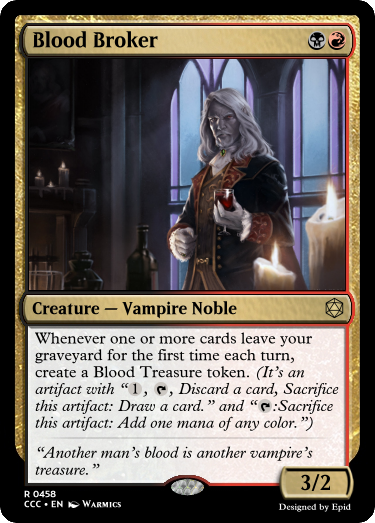 Blood Broker
Creature — Vampire Noble
Whenever one or more cards leave your
graveyard for the first time each turn,
create a Blood Treasure token. (It's an
artifact with “1, T, Discard a card, Sacrifice
this artifact: Draw a card.” and “T:Sacrifice
this artifact: Add one mana of any color.”)
“Another man's blood is another vampire's
treasure.”
3/2
R 0458
CCC • EN WARMICS
Designed by Epid